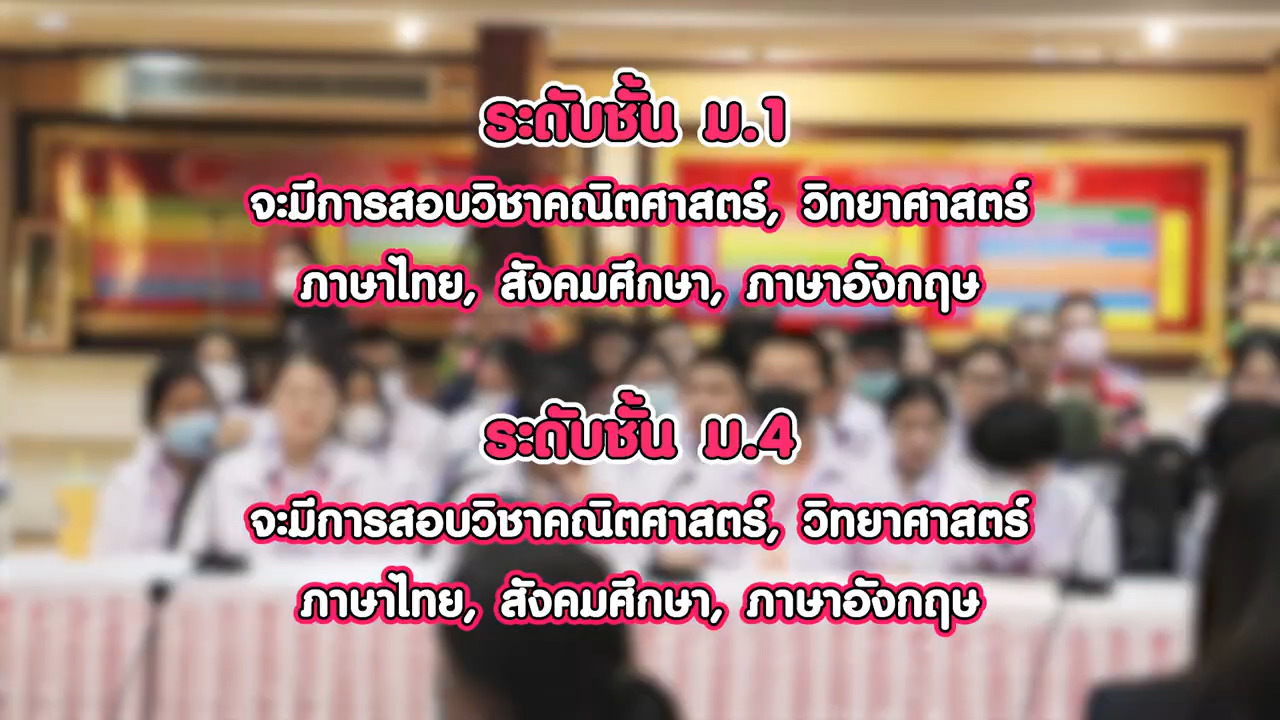 ระดับชั้น ม.1
จะมีการสอบวิชาคณิตศาสตร์, วิทยาศาสตร์
ภาษาไทย, สังคมศึกษา, ภาษาอังกฤษ
ระดับชั้น ม.4
จะมีการสอบวิชาคณิตศาสตร์, วิทยาศาสตร์
ภาษาไทย, สังคมศึกษา, ภาษาอังกฤษ